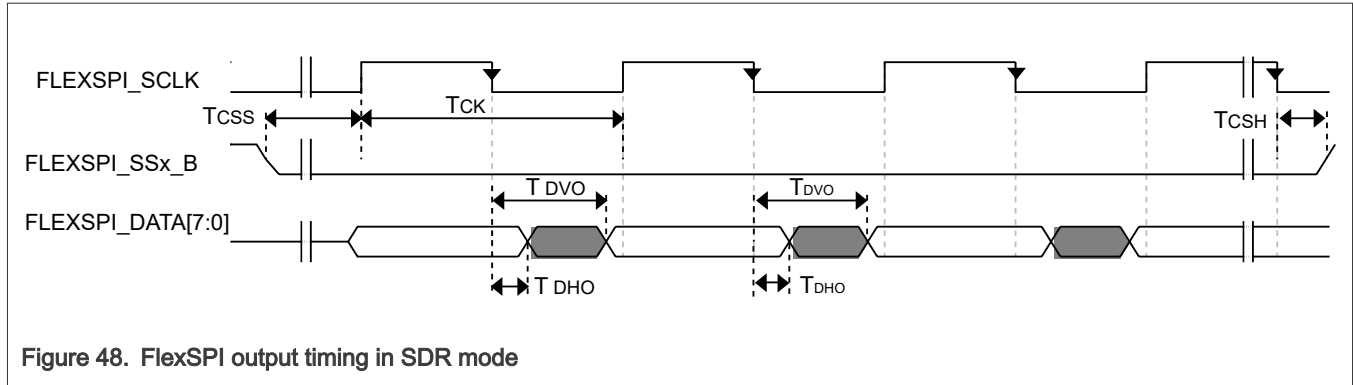 FLEXSPI_SCLK
TCSS
TCK
TCSH
FLEXSPI_SSx_B
T DVO
TDVO
FLEXSPI_DATA[7:0]
T DHO
TDHO
Figure 48. FlexSPI output timing in SDR mode